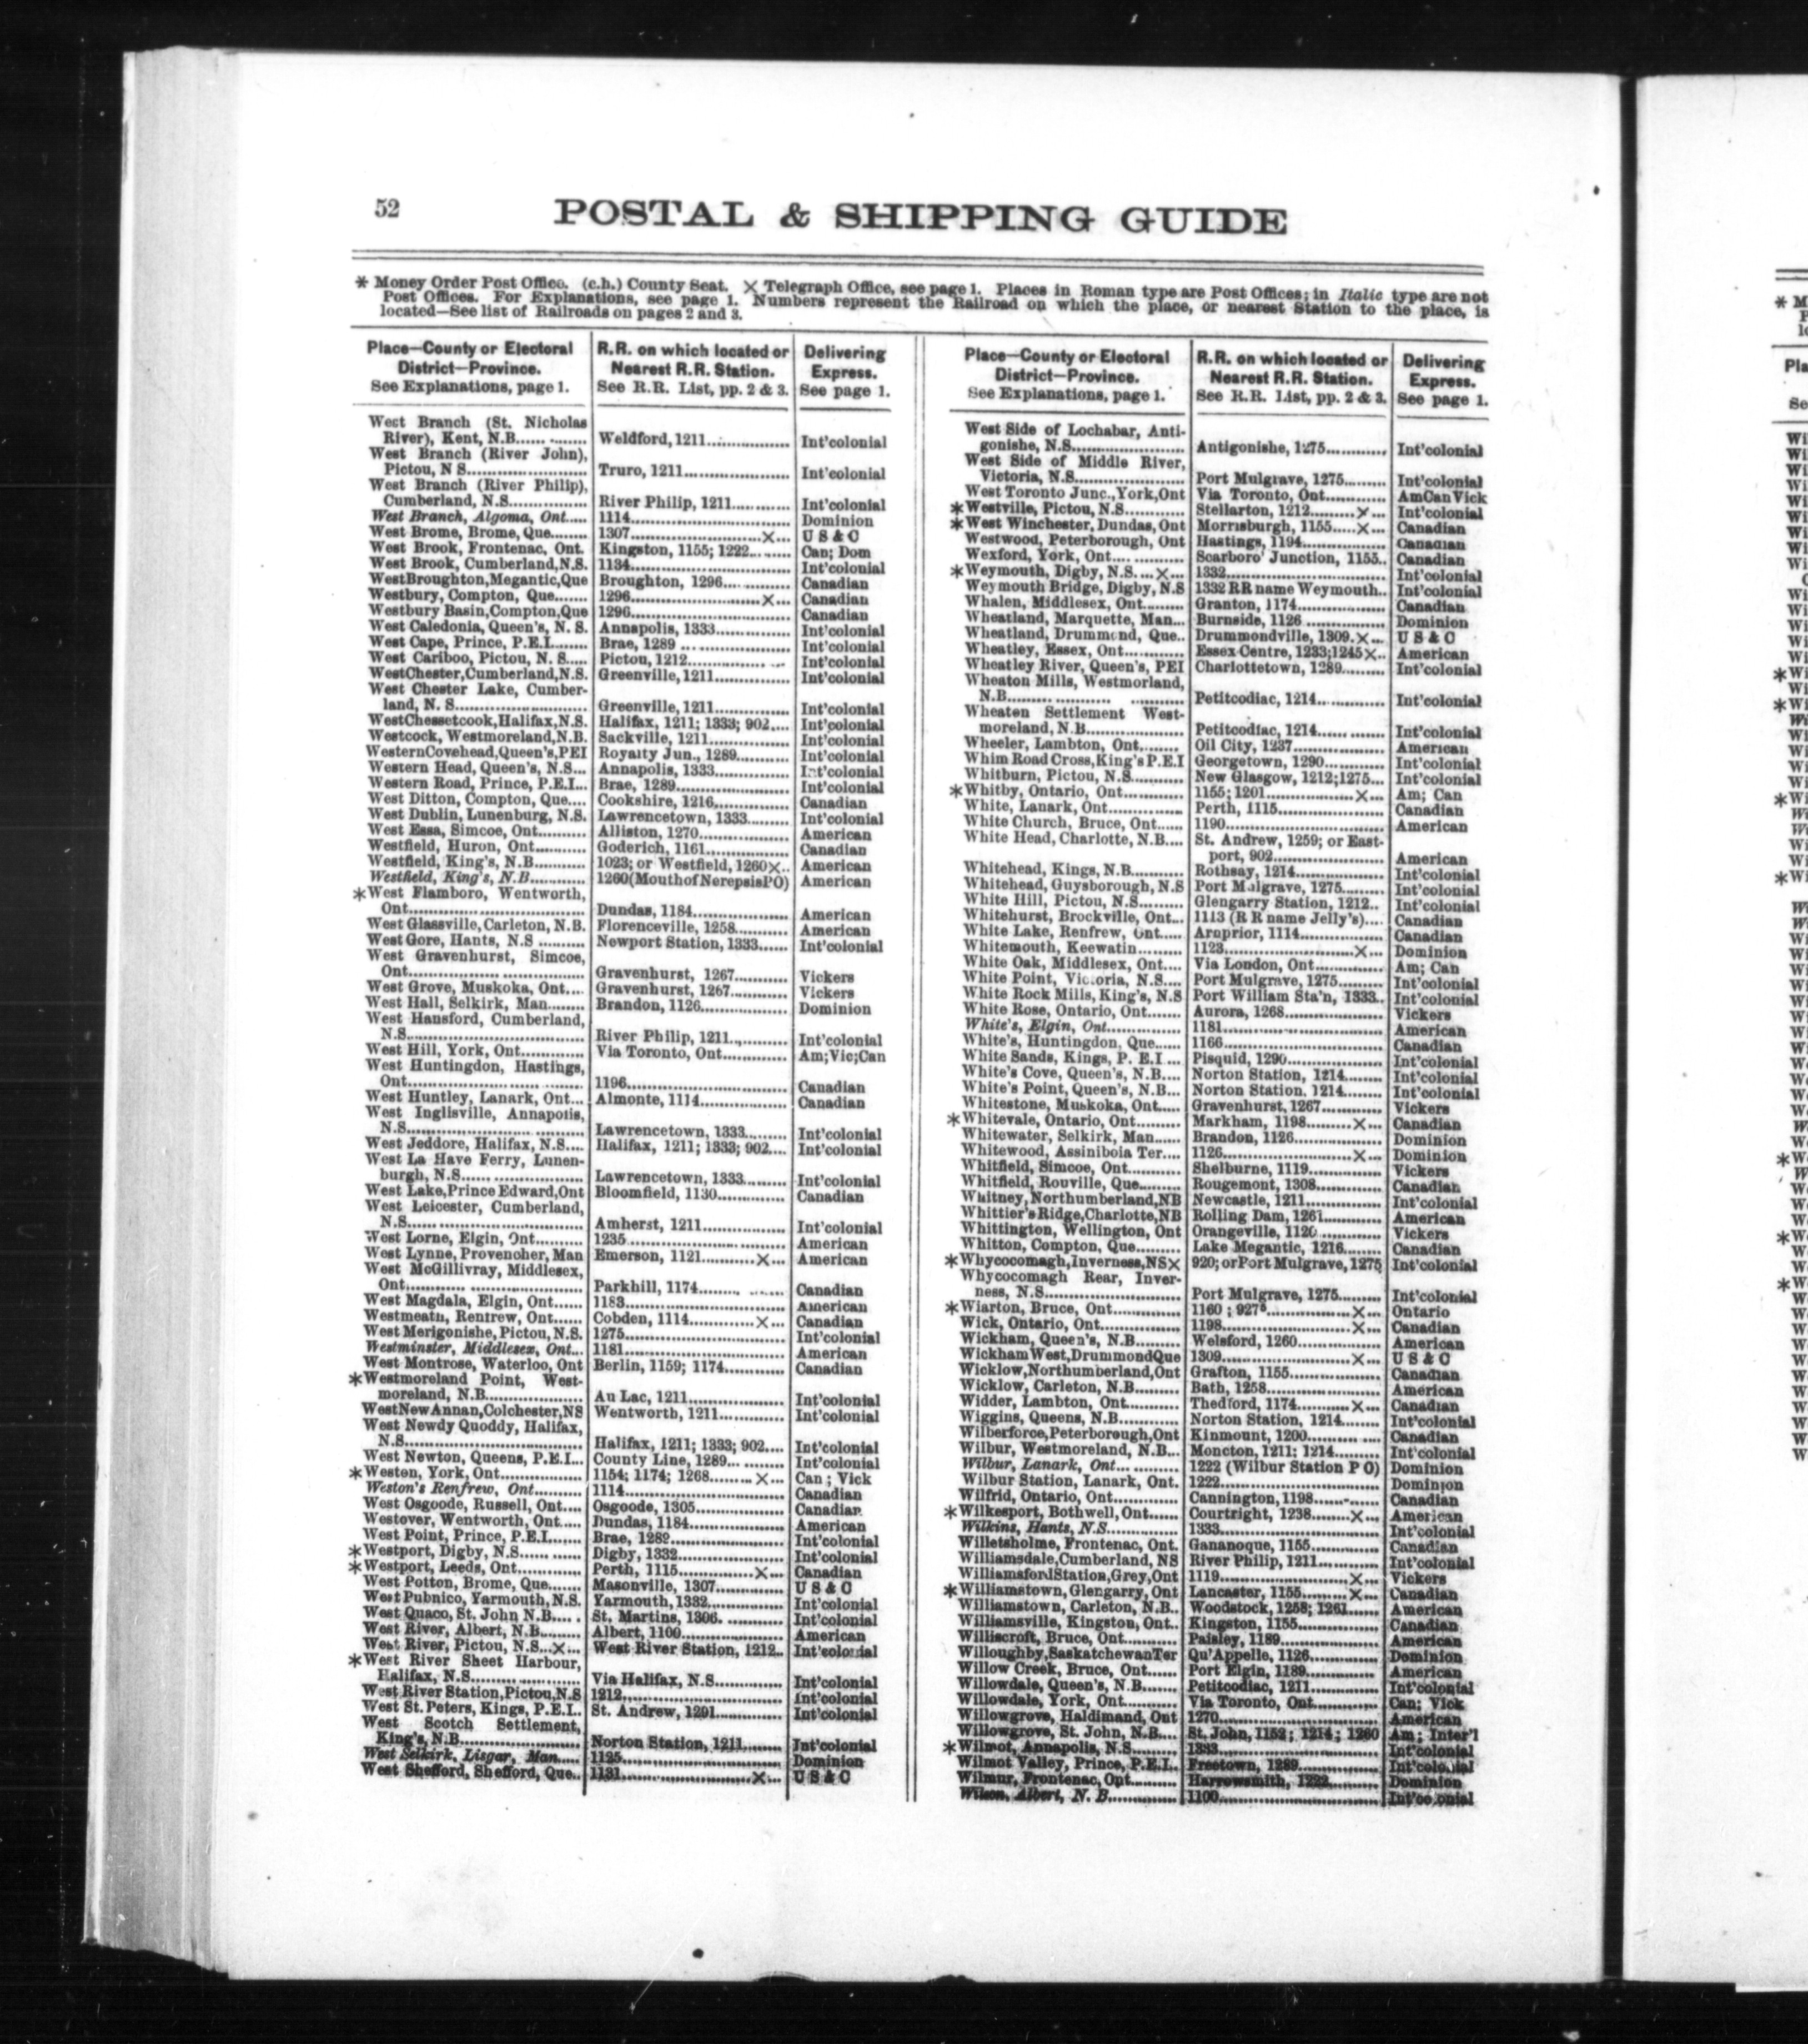 52
POSTAL & SHIPPING GUIDE
* Money Order Post Office. (c.h.) County Seat. X Telegraph Office, see page 1. Places in Roman type are Post Offices; in Italic type are not
Post Offices. For Explanations, see page 1. Numbers represent the Railroad on which the place, or nearest Station to the place, is
located—See list of Railroads on pages 2 and 3.
Place—County or Electoral District—Province. See Explanations, page 1.
R.R. on which located or Nearest R.R. Station. See R.R. List, pp. 2 & 3.
Delivering Express. See page 1.
West Branch (St. Nicholas
River), Kent, N.B...... Weldford, 1211...... Int'colonial
West Branch (River John),
Pictou, N S...... Truro, 1211...... Int'colonial
West Branch (River Philip),
Cumberland, N.S...... River Philip, 1211...... Int'colonial
West Branch, Algoma, Ont..... 1114...... Dominion
West Brome, Brome, Que...... 1307......X... U S & C
West Brook, Frontenac, Ont. Kingston, 1155; 1222...... Can; Dom
West Brook, Cumberland,N.S. 1134...... Int'colonial
WestBroughton,Megantic,Que Broughton, 1296...... Canadian
Westbury, Compton, Que...... 1296......X... Canadian
Westbury Basin,Compton,Que 1296...... Canadian
West Caledonia, Queen's, N. S. Annapolis, 1333...... Int'colonial
West Cape, Prince, P.E.I...... Brae, 1289...... Int'colonial
West Cariboo, Pictou, N. S..... Pictou, 1212...... Int'colonial
WestChester,Cumberland,N.S. Greenville, 1211...... Int'colonial
West Chester Lake, Cumber-
land, N. S...... Greenville, 1211...... Int'colonial
WestChessetcook,Halifax,N.S. Halifax, 1211; 1333; 902.... Int'colonial
Westcock, Westmoreland,N.B. Sackville, 1211...... Int'colonial
WesternCovehead,Queen's,PEI Royalty Jun., 1289...... Int'colonial
Western Head, Queen's, N.S... Annapolis, 1333...... Int'colonial
Western Road, Prince, P.E.I... Brae, 1289...... Int'colonial
West Ditton, Compton, Que.... Cookshire, 1216...... Canadian
West Dublin, Lunenburg, N.S. Lawrencetown, 1333...... Int'colonial
West Essa, Simcoe, Ont...... Alliston, 1270...... American
Westfield, Huron, Ont...... Goderich, 1161...... Canadian
Westfield, King's, N.B...... 1023; or Westfield, 1260X.. American
Westfield, King's, N.B...... 1260(MouthofNerepsisPO) American
*West Flamboro, Wentworth,
Ont...... Dundas, 1184...... American
West Glassville, Carleton, N.B. Florenceville, 1258...... American
West Gore, Hants, N.S...... Newport Station, 1333...... Int'colonial
West Gravenhurst, Simcoe,
Ont...... Gravenhurst, 1267...... Vickers
West Grove, Muskoka, Ont.... Gravenhurst, 1267...... Vickers
West Hall, Selkirk, Man...... Brandon, 1126...... Dominion
West Hansford, Cumberland,
N.S...... River Philip, 1211...... Int'colonial
West Hill, York, Ont...... Via Toronto, Ont...... Am;Vic;Can
West Huntingdon, Hastings,
Ont...... 1196...... Canadian
West Huntley, Lanark, Ont... Almonte, 1114...... Canadian
West Inglisville, Annapolis,
N.S...... Lawrencetown, 1333...... Int'colonial
West Jeddore, Halifax, N.S.... Halifax, 1211; 1333; 902.... Int'colonial
West La Have Ferry, Lunen-
burgh, N.S...... Lawrencetown, 1333...... Int'colonial
West Lake,Prince Edward,Ont Bloomfield, 1130...... Canadian
West Leicester, Cumberland,
N.S...... Amherst, 1211...... Int'colonial
West Lorne, Elgin, Ont...... 1235...... American
West Lynne, Provencher, Man Emerson, 1121......X... American
West McGillivray, Middlesex,
Ont...... Parkhill, 1174...... Canadian
West Magdala, Elgin, Ont...... 1183...... American
Westmeath, Renfrew, Ont...... Cobden, 1114......X... Canadian
West Merigonishe, Pictou, N.S. 1275...... Int'colonial
Westminster, Middlesex, Ont... 1181...... American
West Montrose, Waterloo, Ont Berlin, 1159; 1174...... Canadian
*Westmoreland Point, West-
moreland, N.B...... Au Lac, 1211...... Int'colonial
WestNewAnnan,Colchester,NS Wentworth, 1211...... Int'colonial
West Newdy Quoddy, Halifax,
N.S...... Halifax, 1211; 1333; 902.... Int'colonial
West Newton, Queens, P.E.I... County Line, 1289...... Int'colonial
*Weston, York, Ont...... 1154; 1174; 1268......X... Can ; Vick
Weston's Renfrew, Ont...... 1114...... Canadian
West Osgoode, Russell, Ont.... Osgoode, 1305...... Canadian
Westover, Wentworth, Ont..... Dundas, 1184...... American
West Point, Prince, P.E.I...... Brae, 1289...... Int'colonial
*Westport, Digby, N.S...... Digby, 1332...... Int'colonial
*Westport, Leeds, Ont...... Perth, 1115......X... Canadian
West Potton, Brome, Que...... Masonville, 1307...... U S & C
West Pubnico, Yarmouth, N.S. Yarmouth, 1332...... Int'colonial
West Quaco, St. John N.B..... St. Martins, 1306...... Int'colonial
West River, Albert, N.B...... Albert, 1100...... American
West River, Pictou, N.S...X... West River Station, 1212.. Int'colonial
*West River Sheet Harbour,
Halifax, N.S...... Via Halifax, N.S...... Int'colonial
West River Station,Pictou,N.S 1212...... Int'colonial
West St. Peters, Kings, P.E.I.. St. Andrew, 1291...... Int'colonial
West Scotch Settlement,
King's, N.B...... Norton Station, 1211...... Int'colonial
West Selkirk, Lisgar, Man..... 1125...... Dominion
West Shefford, Shefford, Que.. 1131......X... U S & C
Place—County or Electoral District—Province. See Explanations, page 1.
R.R. on which located or Nearest R.R. Station. See R.R. List, pp. 2 & 3.
Delivering Express. See page 1.
West Side of Lochabar, Anti-
gonishe, N.S...... Antigonishe, 1275...... Int'colonial
West Side of Middle River,
Victoria, N.S...... Port Mulgrave, 1275...... Int'colonial
West Toronto Junc.,York,Ont Via Toronto, Ont...... AmCanVick
*Westville, Pictou, N.S...... Stellarton, 1212......X... Int'colonial
*West Winchester, Dundas, Ont Morrisburgh, 1155.....X... Canadian
Westwood, Peterborough, Ont Hastings, 1194...... Canadian
Wexford, York, Ont...... Scarboro' Junction, 1155.. Canadian
*Weymouth, Digby, N.S....X... 1332...... Int'colonial
Weymouth Bridge, Digby, N.S 1332 RR name Weymouth.. Int'colonial
Whalen, Middlesex, Ont...... Granton, 1174...... Canadian
Wheatland, Marquette, Man... Burnside, 1126...... Dominion
Wheatland, Drummond, Que.. Drummondville, 1309.X... U S & C
Wheatley, Essex, Ont...... Essex Centre, 1233;1245X.. American
Wheatley River, Queen's, PEI Charlottetown, 1289...... Int'colonial
Wheaton Mills, Westmorland,
N.B...... Petitcodiac, 1214...... Int'colonial
Wheaten Settlement West-
moreland, N.B...... Petitcodiac, 1214...... Int'colonial
Wheeler, Lambton, Ont...... Oil City, 1237...... American
Whim Road Cross,King's P.E.I Georgetown, 1290...... Int'colonial
Whitburn, Pictou, N.S...... New Glasgow, 1212;1275... Int'colonial
*Whitby, Ontario, Ont...... 1155; 1201......X... Am; Can
White, Lanark, Ont...... Perth, 1115...... Canadian
White Church, Bruce, Ont...... 1190...... American
White Head, Charlotte, N.B.... St. Andrew, 1259; or East-
port, 902...... American
Whitehead, Kings, N.B...... Rothsay, 1214...... Int'colonial
Whitehead, Guysborough, N.S Port Mulgrave, 1275...... Int'colonial
White Hill, Pictou, N.S...... Glengarry Station, 1212.. Int'colonial
Whitehurst, Brockville, Ont... 1113 (R R name Jelly's).... Canadian
White Lake, Renfrew, Ont..... Arnprior, 1114...... Canadian
Whitemouth, Keewatin...... 1123......X... Dominion
White Oak, Middlesex, Ont.... Via London, Ont...... Am; Can
White Point, Victoria, N.S.... Port Mulgrave, 1275...... Int'colonial
White Rock Mills, King's, N.S Port William Sta'n, 1333.. Int'colonial
White Rose, Ontario, Ont...... Aurora, 1268...... Vickers
White's, Elgin, Ont...... 1181...... American
White's, Huntingdon, Que...... 1166...... Canadian
White Sands, Kings, P. E.I ... Pisquid, 1290...... Int'colonial
White's Cove, Queen's, N.B.... Norton Station, 1214...... Int'colonial
White's Point, Queen's, N.B... Norton Station, 1214...... Int'colonial
Whitestone, Muskoka, Ont..... Gravenhurst, 1267...... Vickers
*Whitevale, Ontario, Ont...... Markham, 1198......X... Canadian
Whitewater, Selkirk, Man...... Brandon, 1126...... Dominion
Whitewood, Assiniboia Ter.... 1126......X... Dominion
Whitfield, Simcoe, Ont...... Shelburne, 1119...... Vickers
Whitfield, Rouville, Que...... Rougemont, 1308...... Canadian
Whitney, Northumberland,NB Newcastle, 1211...... Int'colonial
Whittier's Ridge,Charlotte,NB Rolling Dam, 1261...... American
Whittington, Wellington, Ont Orangeville, 1120...... Vickers
Whitton, Compton, Que...... Lake Megantic, 1216...... Canadian
*Whycocomagh,Inverness,NSX 920; orPort Mulgrave, 1275 Int'colonial
Whycocomagh Rear, Inver-
ness, N.S...... Port Mulgrave, 1275...... Int'colonial
*Wiarton, Bruce, Ont...... 1160 ; 927⁵......X... Ontario
Wick, Ontario, Ont...... 1198......X... Canadian
Wickham, Queen's, N.B...... Welsford, 1260...... American
WickhamWest,DrummondQue 1309......X... U S & C
Wicklow,Northumberland,Ont Grafton, 1155...... Canadian
Wicklow, Carleton, N.B...... Bath, 1258...... American
Widder, Lambton, Ont...... Thedford, 1174......X... Canadian
Wiggins, Queens, N.B...... Norton Station, 1214...... Int'colonial
Wilberforce,Peterborough,Ont Kinmount, 1200...... Canadian
Wilbur, Westmoreland, N.B... Moncton, 1211; 1214...... Int'colonial
Wilbur, Lanark, Ont...... 1222 (Wilbur Station P O) Dominion
Wilbur Station, Lanark, Ont. 1222...... Dominion
Wilfrid, Ontario, Ont...... Cannington, 1198...... Canadian
*Wilkesport, Bothwell, Ont...... Courtright, 1238......X... American
Wilkins, Hants, N.S...... 1333...... Int'colonial
Willetsholme, Frontenac, Ont. Gananoque, 1155...... Canadian
Williamsdale,Cumberland, NS River Philip, 1211...... Int'colonial
WilliamsfordStation,Grey,Ont 1119......X... Vickers
*Williamstown, Glengarry, Ont Lancaster, 1155......X... Canadian
Williamstown, Carleton, N.B.. Woodstock, 1258; 1261...... American
Williamsville, Kingston, Ont.. Kingston, 1155...... Canadian
Williscroft, Bruce, Ont...... Paisley, 1189...... American
Willoughby,SaskatchewanTer Qu'Appelle, 1126...... Dominion
Willow Creek, Bruce, Ont...... Port Elgin, 1189...... American
Willowdale, Queen's, N.B...... Petitcodiac, 1211...... Int'colonial
Willowdale, York, Ont...... Via Toronto, Ont...... Can; Vick
Willowgrove, Haldimand, Ont 1270...... American
Willowgrove, St. John, N.B.... St. John, 1152; 1214; 1260 Am; Inter'l
*Wilmot, Annapolis, N.S...... 1333...... Int'colonial
Wilmot Valley, Prince, P.E.I.. Freetown, 1289...... Int'colonial
Wilmur, Frontenac, Ont...... Harrowsmith, 1222...... Dominion
Wilson, Albert, N. B...... 1100...... Int'colonial